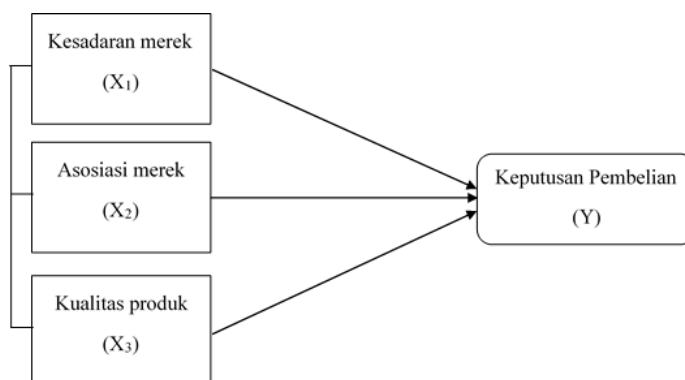 Kesadaran merek
(X₁)
Asosiasi merek
(X₂)
Kualitas produk
(X₃)
Keputusan Pembelian
(Y)